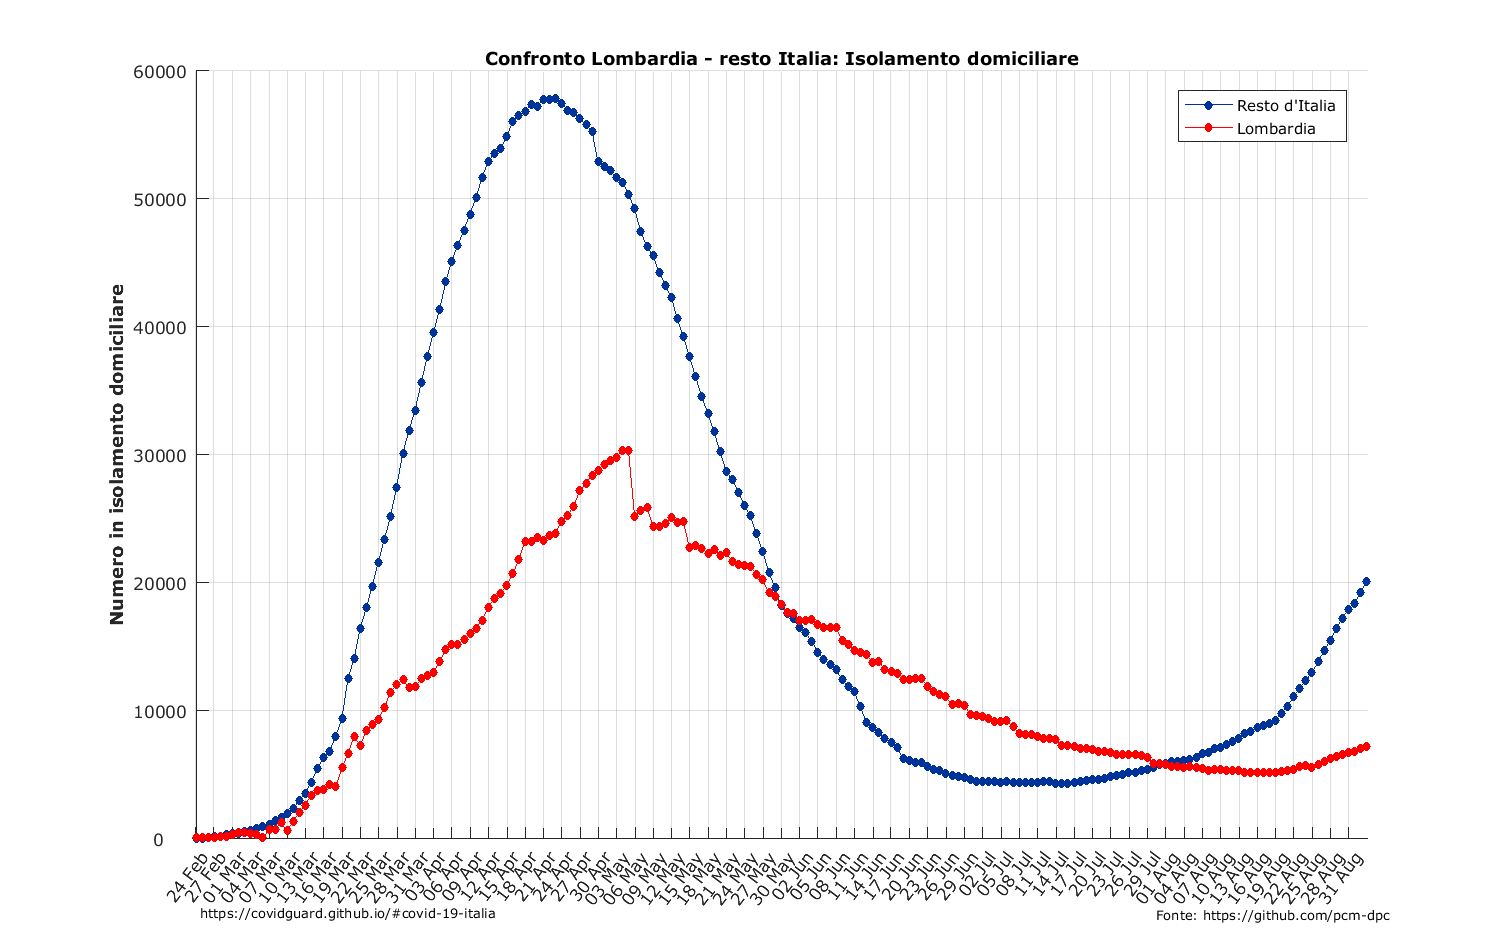 Confronto Lombardia - resto Italia: Isolamento domiciliare
Numero in isolamento domiciliare
60000
50000
40000
30000
20000
10000
0
Resto d'Italia
Lombardia
24 Feb
27 Feb
01 Mar
04 Mar
07 Mar
10 Mar
13 Mar
16 Mar
19 Mar
22 Mar
25 Mar
28 Mar
31 Mar
03 Apr
06 Apr
09 Apr
12 Apr
15 Apr
18 Apr
21 Apr
24 Apr
27 Apr
30 Apr
03 May
06 May
09 May
12 May
15 May
18 May
21 May
24 May
27 May
30 May
02 Jun
05 Jun
08 Jun
11 Jun
14 Jun
17 Jun
20 Jun
23 Jun
26 Jun
29 Jun
02 Jul
05 Jul
08 Jul
11 Jul
14 Jul
17 Jul
20 Jul
23 Jul
26 Jul
29 Jul
01 Aug
04 Aug
07 Aug
10 Aug
13 Aug
16 Aug
19 Aug
22 Aug
25 Aug
28 Aug
31 Aug
https://covidguard.github.io/#covid-19-italia
Fonte: https://github.com/pcm-dpc